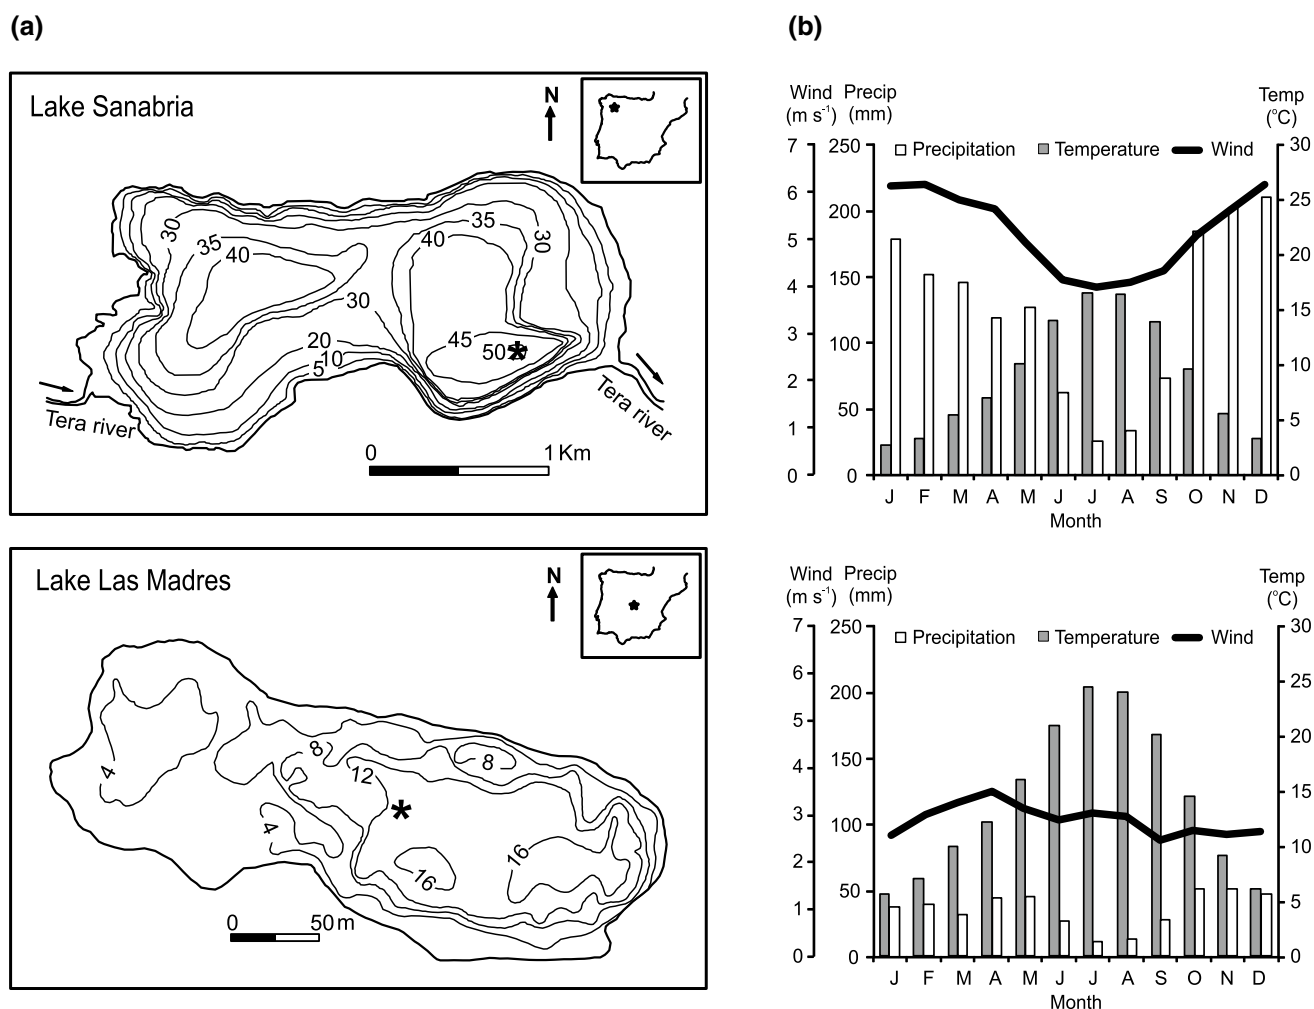 (a)
(b)
Lake Sanabria
N
30
35
40
30
20
10
5
35
40
30
45
50
*
Tera river
Tera river
0 1 Km
Wind Precip Temp
(m s⁻¹) (mm) (°C)
Precipitation Temperature Wind
7 250 30
6 200 25
5 150 20
4 100 15
3 50 10
2 0 5
1 0
0
J F M A M J J A S O N D
Month
Lake Las Madres
N
4
8
12
8
4
16
16
*
0 50 m
Wind Precip Temp
(m s⁻¹) (mm) (°C)
Precipitation Temperature Wind
7 250 30
6 200 25
5 150 20
4 100 15
3 50 10
2 0 5
1 0
0
J F M A M J J A S O N D
Month